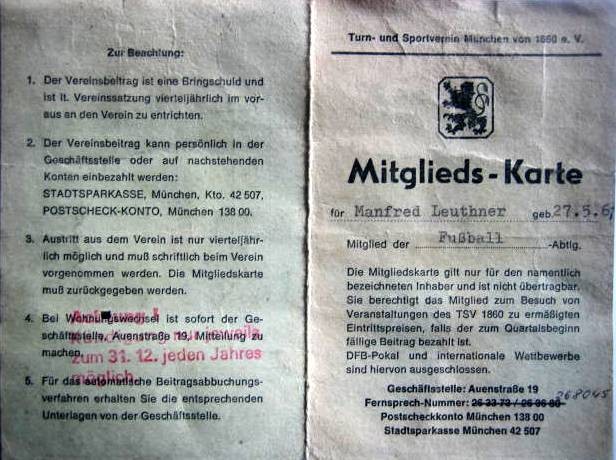 Zur Beachtung:
1. Der Vereinsbeitrag ist eine Bringschuld und
ist lt. Vereinssatzung vierteljährlich im vor-
aus an den Verein zu entrichten.
2. Der Vereinsbeitrag kann persönlich in der
Geschäftsstelle oder auf nachstehenden
Konten einbezahlt werden:
STADTSPARKASSE, München, Kto. 42 507,
POSTSCHECK-KONTO, München 138 00.
3. Austritt aus dem Verein ist nur vierteljähr-
lich möglich und muß schriftlich beim Verein
vorgenommen werden. Die Mitgliedskarte
muß zurückgegeben werden.
4. Bei Wohnungswechsel ist sofort der Ge-
schäftsstelle, Auenstraße 19, Mitteilung zu
machen.
zum 31. 12. jeden Jahres
möglich
5. Für das automatische Beitragsabbuchungs-
verfahren erhalten Sie die entsprechenden
Unterlagen von der Geschäftsstelle.
Turn- und Sportverein München von 1860 e. V.
Mitglieds-Karte
für Manfred Leuthner geb. 27.5.6
Mitglied der Fußball -Abtlg.
Die Mitgliedskarte gilt nur für den namentlich
bezeichneten Inhaber und ist nicht übertragbar.
Sie berechtigt das Mitglied zum Besuch von
Veranstaltungen des TSV 1860 zu ermäßigten
Eintrittspreisen, falls der zum Quartalsbeginn
fällige Beitrag bezahlt ist.
DFB-Pokal und internationale Wettbewerbe
sind hiervon ausgeschlossen.
Geschäftsstelle: Auenstraße 19
Fernsprech-Nummer: 268045
Postscheckkonto München 138 00
Stadtsparkasse München 42 507